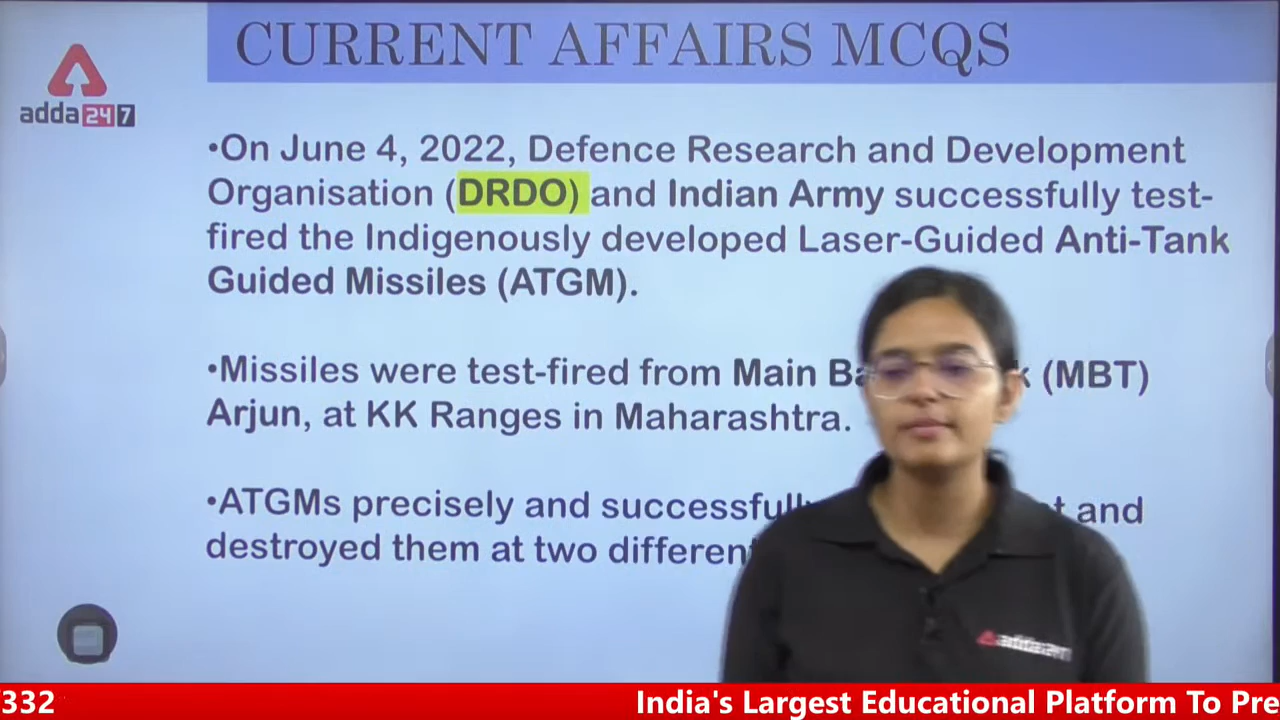 CURRENT AFFAIRS MCQS
adda247
•On June 4, 2022, Defence Research and Development
Organisation (DRDO) and Indian Army successfully test-
fired the Indigenously developed Laser-Guided Anti-Tank
Guided Missiles (ATGM).
•Missiles were test-fired from Main (MBT)
Arjun, at KK Ranges in Maharashtra.
•ATGMs precisely and and
destroyed them at two
332
India's Largest Educational Platform To Pre